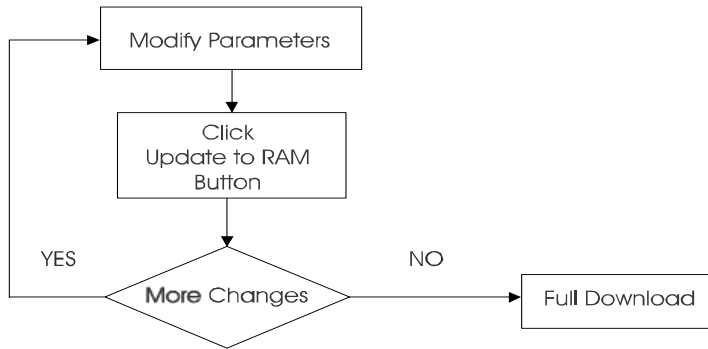 Modify Parameters
Click
Update to RAM
Button
YES
NO
More Changes
Full Download